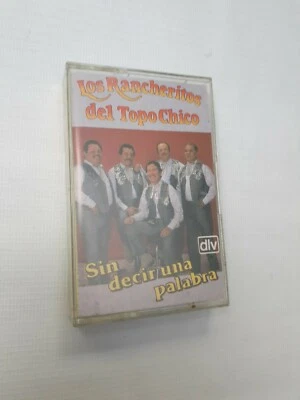 Los Rancheritos
del Topo Chico
dlv
Sin
decir una
palabra